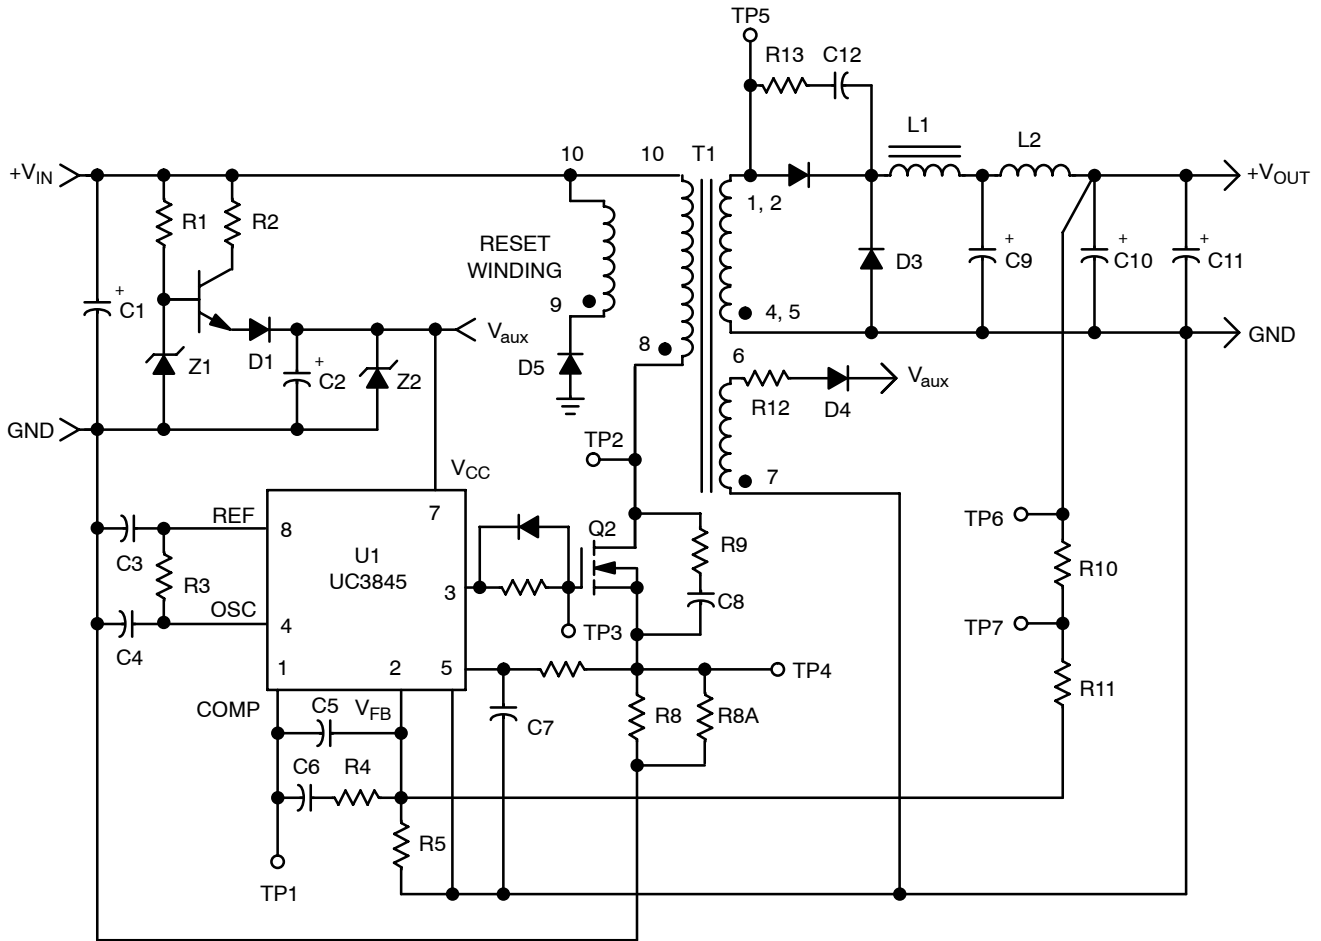 TP5
R13 C12
L1
L2
10 10 T1
+VIN
+VOUT
1, 2
R1 R2
RESET
WINDING
D3 C9 + C10 + C11 +
9
C1 +
4, 5
Vaux
GND
Z1 D1 C2 + Z2
8
6
D5
Vaux
R12 D4
GND
TP2
VCC
7
REF
8
7
TP6
Q2
R9
C3
R3
U1
UC3845
R10
OSC
3
C8
4
TP3
TP7
C4
1 2 5
TP4
R11
COMP
C5 VFB
C7
R8 R8A
C6 R4
R5
TP1